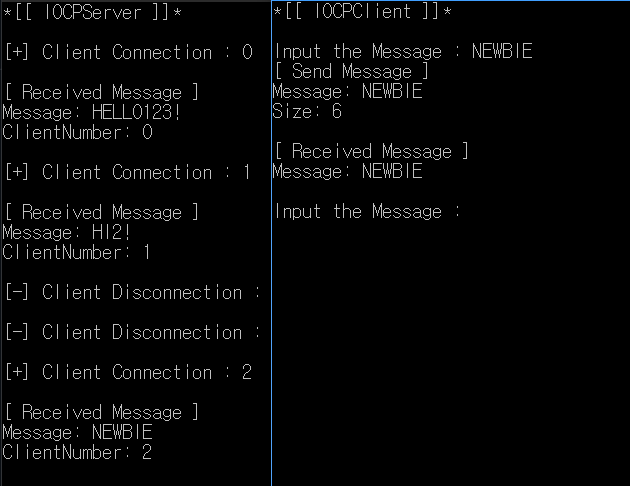 *[[ IOCPServer ]]*
[+] Client Connection : 0
[ Received Message ]
Message: HELLO123!
ClientNumber: 0
[+] Client Connection : 1
[ Received Message ]
Message: HI2!
ClientNumber: 1
[-] Client Disconnection :
[-] Client Disconnection :
[+] Client Connection : 2
[ Received Message ]
Message: NEWBIE
ClientNumber: 2
*[[ IOCPClient ]]*
Input the Message : NEWBIE
[ Send Message ]
Message: NEWBIE
Size: 6
[ Received Message ]
Message: NEWBIE
Input the Message :